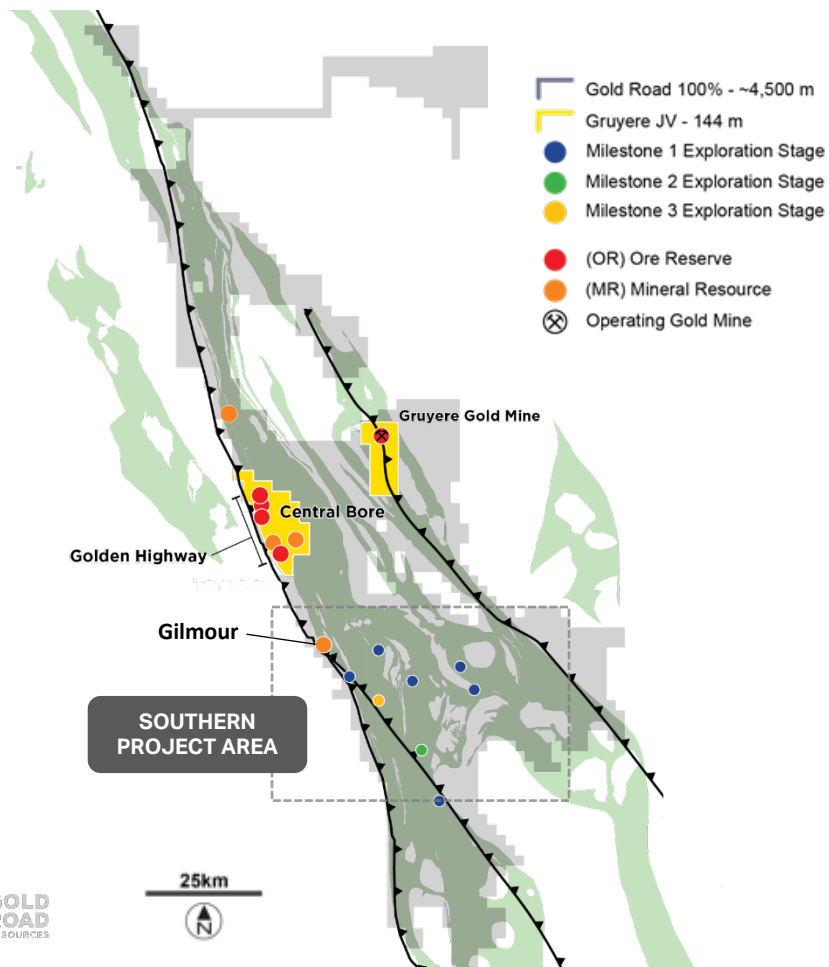 Gold Road 100% - ~4,500 m
Gruyere JV - 144 m
Milestone 1 Exploration Stage
Milestone 2 Exploration Stage
Milestone 3 Exploration Stage
(OR) Ore Reserve
(MR) Mineral Resource
Operating Gold Mine
Gruyere Gold Mine
Central Bore
Golden Highway
Gilmour
SOUTHERN
PROJECT AREA
25km
N
GOLD
ROAD
SOURCES